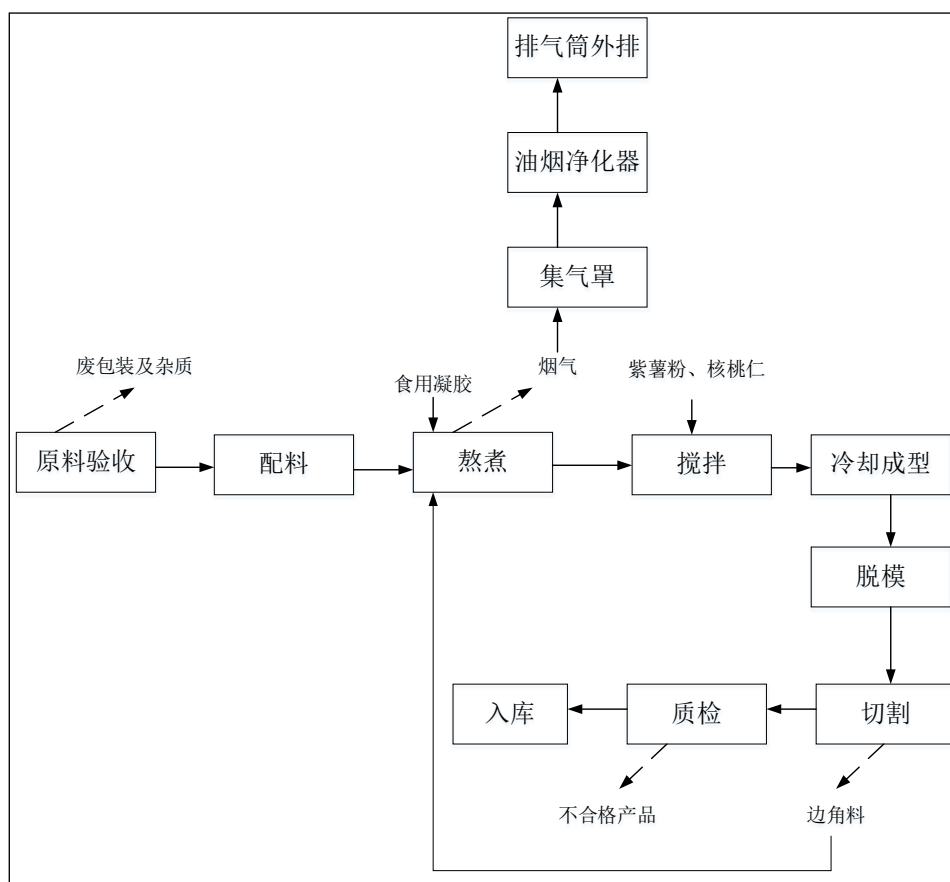 排气筒外排
油烟净化器
集气罩
废包装及杂质
食用凝胶
烟气
紫薯粉、核桃仁
原料验收
配料
熬煮
搅拌
冷却成型
脱模
入库
质检
切割
不合格产品
边角料